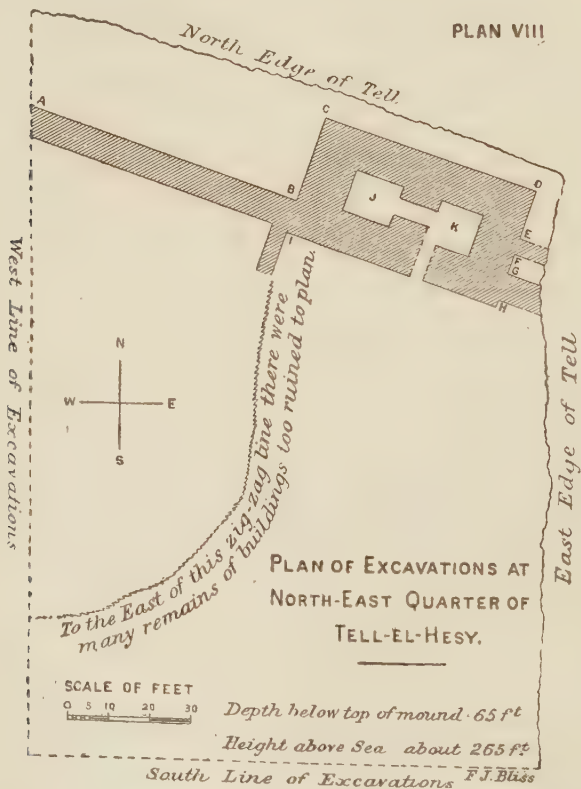 PLAN VIII
North Edge of Tell.
A
C
D
B
J
K
E
F
G
I
H
West Line of Excavations
East Edge of Tell
N
W E
S
To the East of this zig-zag line there were
many remains of buildings too ruined to plan.
PLAN OF EXCAVATIONS AT
NORTH-EAST QUARTER OF
TELL-EL-HESY.
SCALE OF FEET
0 5 10 20 30
Depth below top of mound 65 ft
Height above Sea about 265 ft.
South Line of Excavations
F J. Bliss